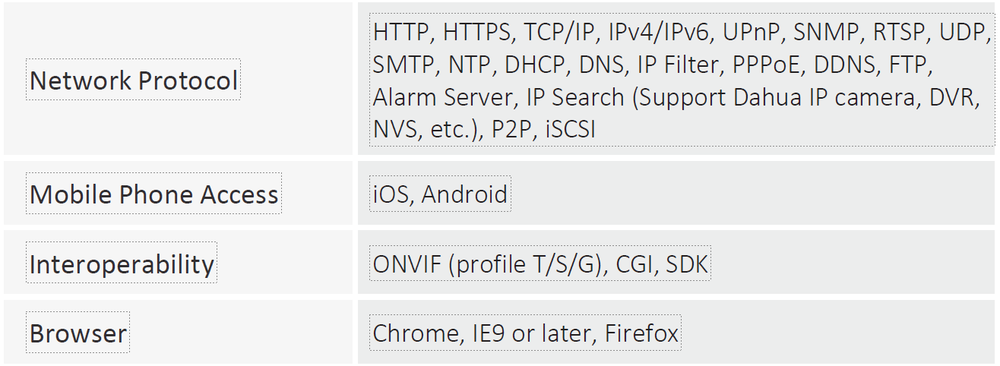 Network Protocol
HTTP, HTTPS, TCP/IP, IPv4/IPv6, UPnP, SNMP, RTSP, UDP,
SMTP, NTP, DHCP, DNS, IP Filter, PPPoE, DDNS, FTP,
Alarm Server, IP Search (Support Dahua IP camera, DVR,
NVS, etc.), P2P, iSCSI
Mobile Phone Access
iOS, Android
Interoperability
ONVIF (profile T/S/G), CGI, SDK
Browser
Chrome, IE9 or later, Firefox